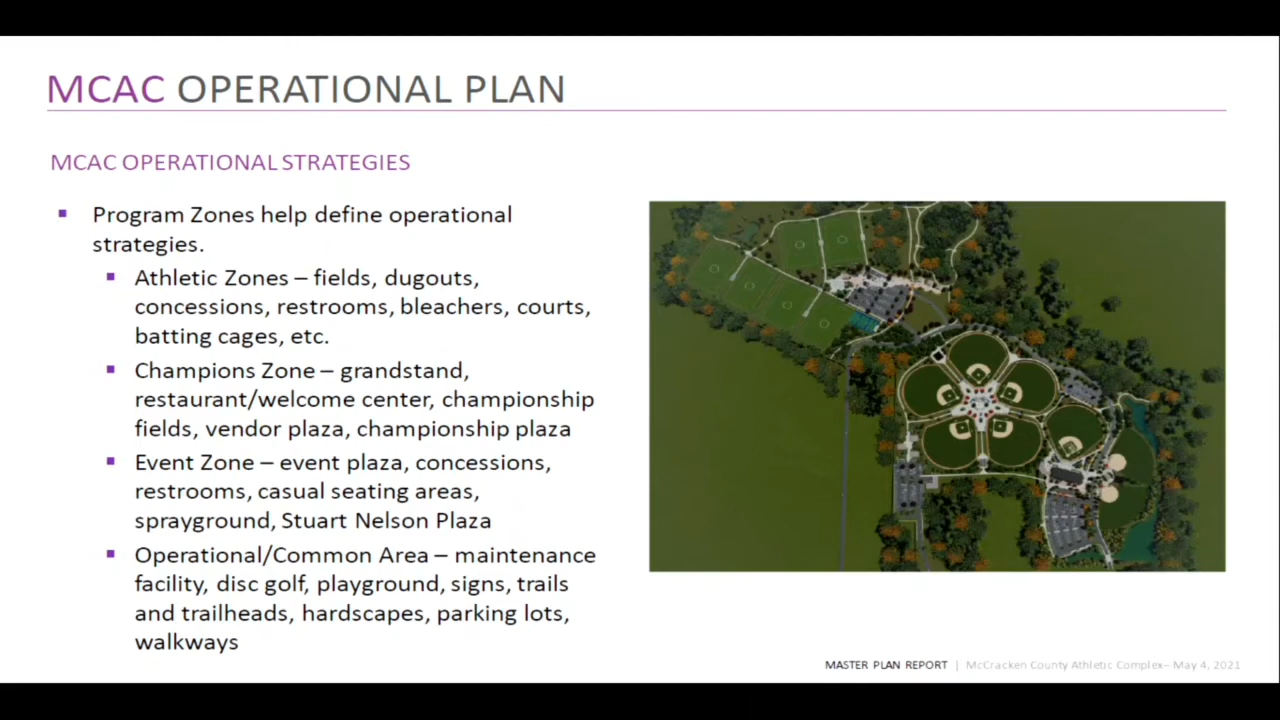 MCAC OPERATIONAL PLAN
MCAC OPERATIONAL STRATEGIES
▪ Program Zones help define operational
strategies.
▪ Athletic Zones – fields, dugouts,
concessions, restrooms, bleachers, courts,
batting cages, etc.
▪ Champions Zone – grandstand,
restaurant/welcome center, championship
fields, vendor plaza, championship plaza
▪ Event Zone – event plaza, concessions,
restrooms, casual seating areas,
sprayground, Stuart Nelson Plaza
▪ Operational/Common Area – maintenance
facility, disc golf, playground, signs, trails
and trailheads, hardscapes, parking lots,
walkways
MASTER PLAN REPORT | McCracken County Athletic Complex– May 4, 2021